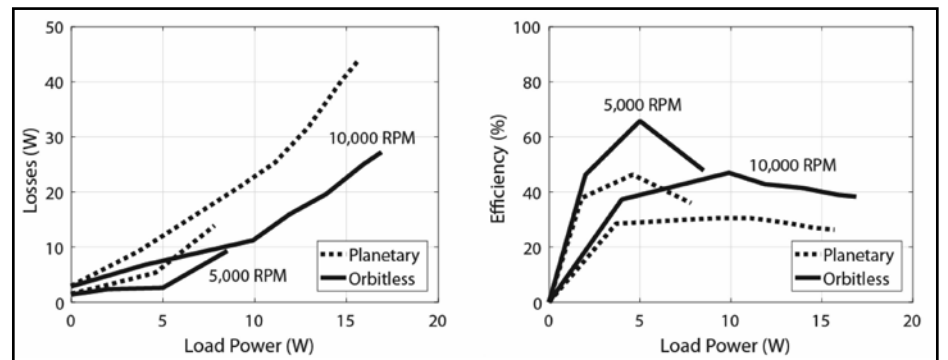 50
40
30
20
10
0
0
5
10
15
20
Losses (W)
Load Power (W)
10,000 RPM
5,000 RPM
Planetary
Orbitless
100
80
60
40
20
0
0
5
10
15
20
Efficiency (%)
Load Power (W)
5,000 RPM
10,000 RPM
Planetary
Orbitless